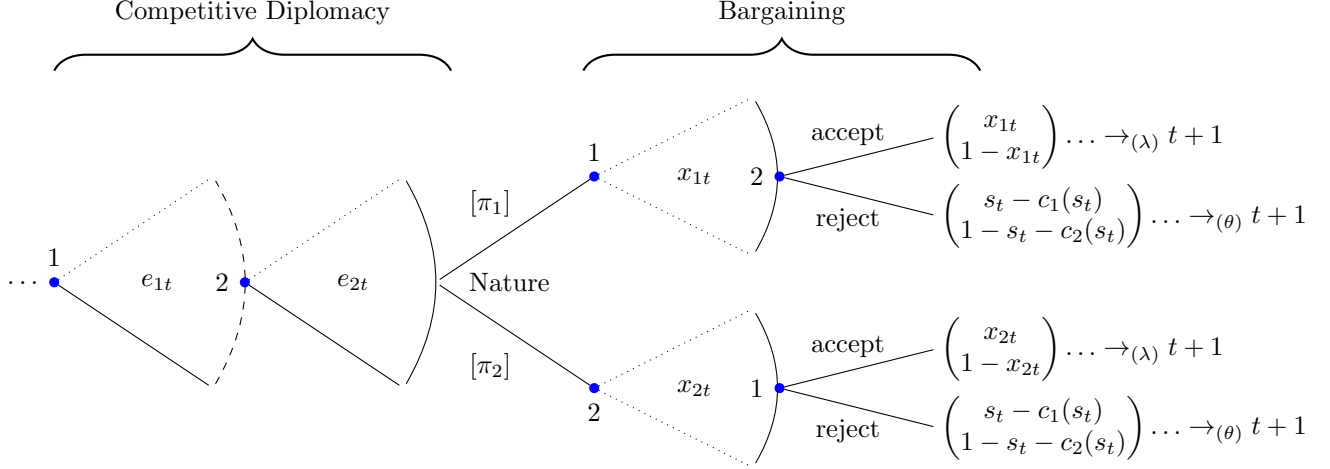 Competitive Diplomacy
Bargaining
… 1 e_{1t} 2 e_{2t}
Nature
[π_1]
1 x_{1t} 2
accept
(x_{1t}
1 − x_{1t}) … →_{(λ)} t + 1
reject
(s_t − c_1(s_t)
1 − s_t − c_2(s_t)) … →_{(θ)} t + 1
[π_2]
2 x_{2t} 1
accept
(x_{2t}
1 − x_{2t}) … →_{(λ)} t + 1
reject
(s_t − c_1(s_t)
1 − s_t − c_2(s_t)) … →_{(θ)} t + 1